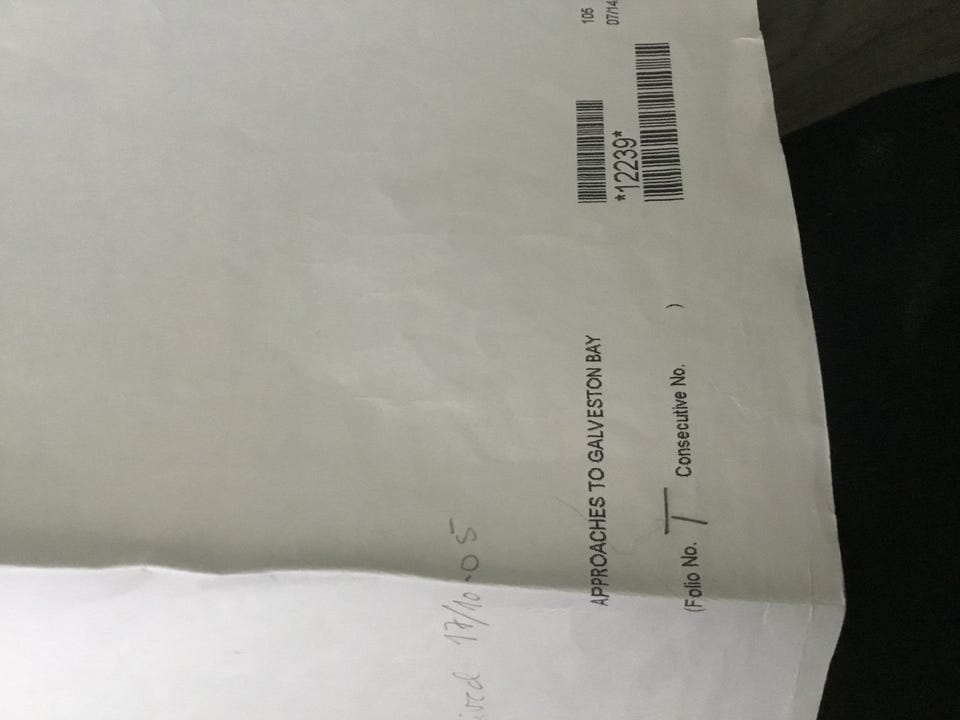 17/10-05
APPROACHES TO GALVESTON BAY
*12239*
105
07/14
(Folio No. T Consecutive No. )